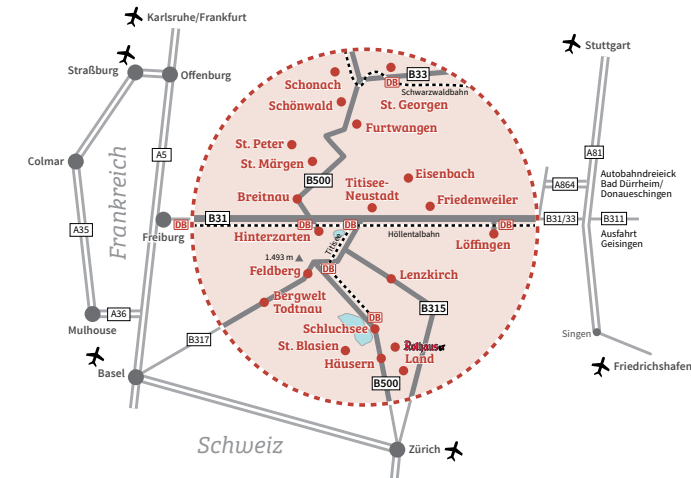 Karlsruhe/Frankfurt
Stuttgart
Straßburg
Offenburg
B33
DB
Schwarzwaldbahn
Schonach
Schönwald
St. Georgen
Furtwangen
A5
A81
Colmar
Frankreich
St. Peter
St. Märgen
B500
Eisenbach
Titisee-
Neustadt
Breitnau
Friedenweiler
A864
Autobahndreieick
Bad Dürrheim/
Donaueschingen
A35
DB
Freiburg
B31
DB
DB
DB
B31/33
B311
Ausfahrt
Geisingen
Hinterzarten
Titisee
Höllentalbahn
Löffingen
1.493 m
Feldberg
DB
Lenzkirch
Bergwelt
Todtnau
B315
A36
Mulhouse
B317
DB
Schluchsee
Singen
St. Blasien
Häusern
Rothaus
Land
Basel
B500
Friedrichshafen
Schweiz
Zürich